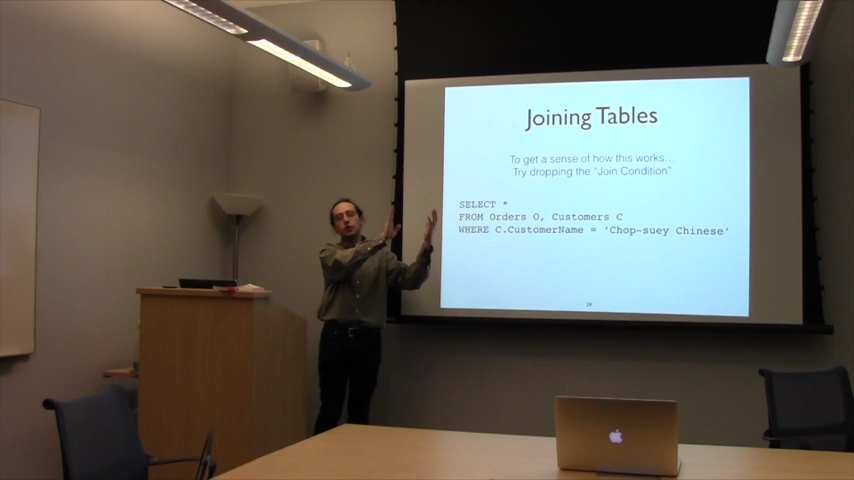 Joining Tables
To get a sense of how this works...
Try dropping the "Join Condition"
SELECT *
FROM Orders O, Customers C
WHERE C.CustomerName = 'Chop-suey Chinese'
24